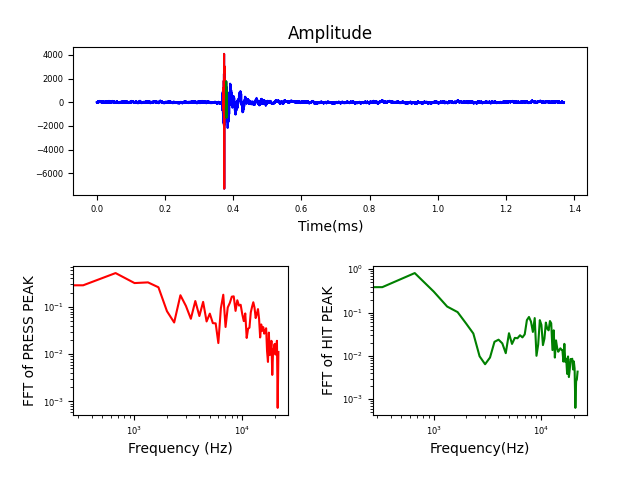 Amplitude
4000
2000
0
−2000
−4000
−6000
0.0 0.2 0.4 0.6 0.8 1.0 1.2 1.4
Time(ms)
FFT of PRESS PEAK
10⁻¹
10⁻²
10⁻³
10³ 10⁴
Frequency (Hz)
FFT of HIT PEAK
10⁰
10⁻¹
10⁻²
10⁻³
10³ 10⁴
Frequency(Hz)